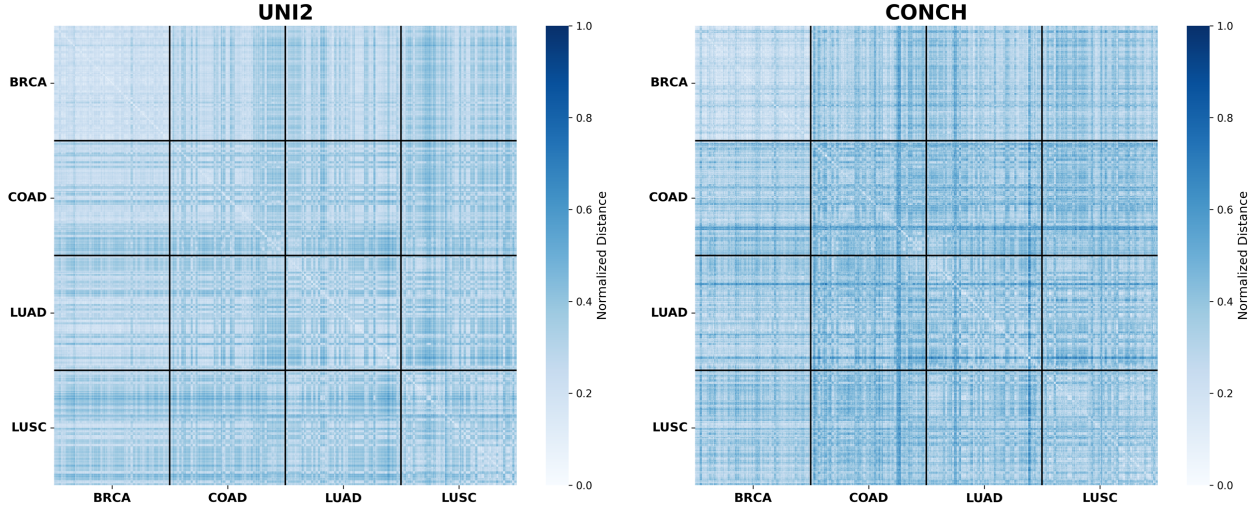 UNI2
BRCA
COAD
LUAD
LUSC
BRCA
COAD
LUAD
LUSC
1.0
0.8
0.6
0.4
0.2
0.0
Normalized Distance
CONCH
BRCA
COAD
LUAD
LUSC
BRCA
COAD
LUAD
LUSC
1.0
0.8
0.6
0.4
0.2
0.0
Normalized Distance